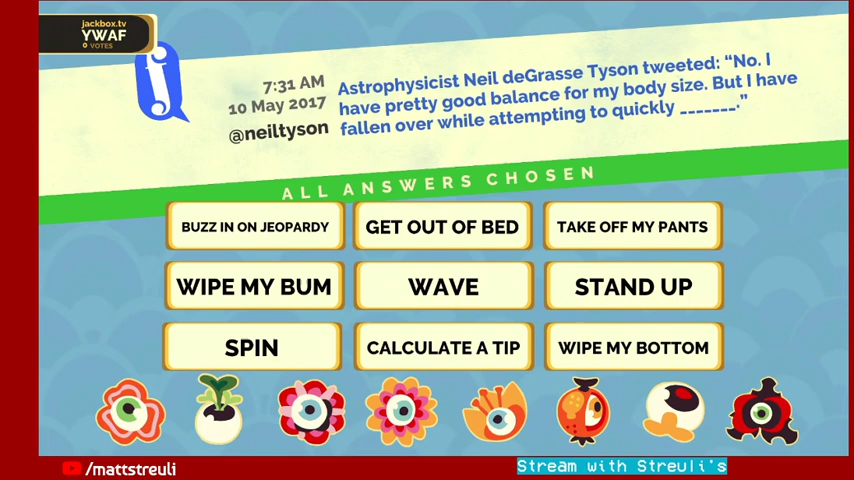 jackbox.tv
YWAF
0 VOTES
7:31 AM
10 May 2017
@neiltyson
Astrophysicist Neil deGrasse Tyson tweeted: “No. I
have pretty good balance for my body size. But I have
fallen over while attempting to quickly _______.”
ALL ANSWERS CHOSEN
BUZZ IN ON JEOPARDY
GET OUT OF BED
TAKE OFF MY PANTS
WIPE MY BUM
WAVE
STAND UP
SPIN
CALCULATE A TIP
WIPE MY BOTTOM
/mattstreuli
Stream with Streuli's